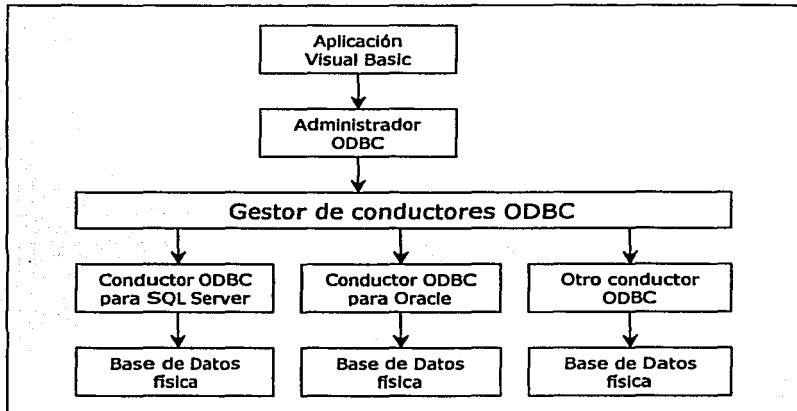 Aplicación
Visual Basic
Administrador
ODBC
Gestor de conductores ODBC
Conductor ODBC
para SQL Server
Conductor ODBC
para Oracle
Otro conductor
ODBC
Base de Datos
física
Base de Datos
física
Base de Datos
física